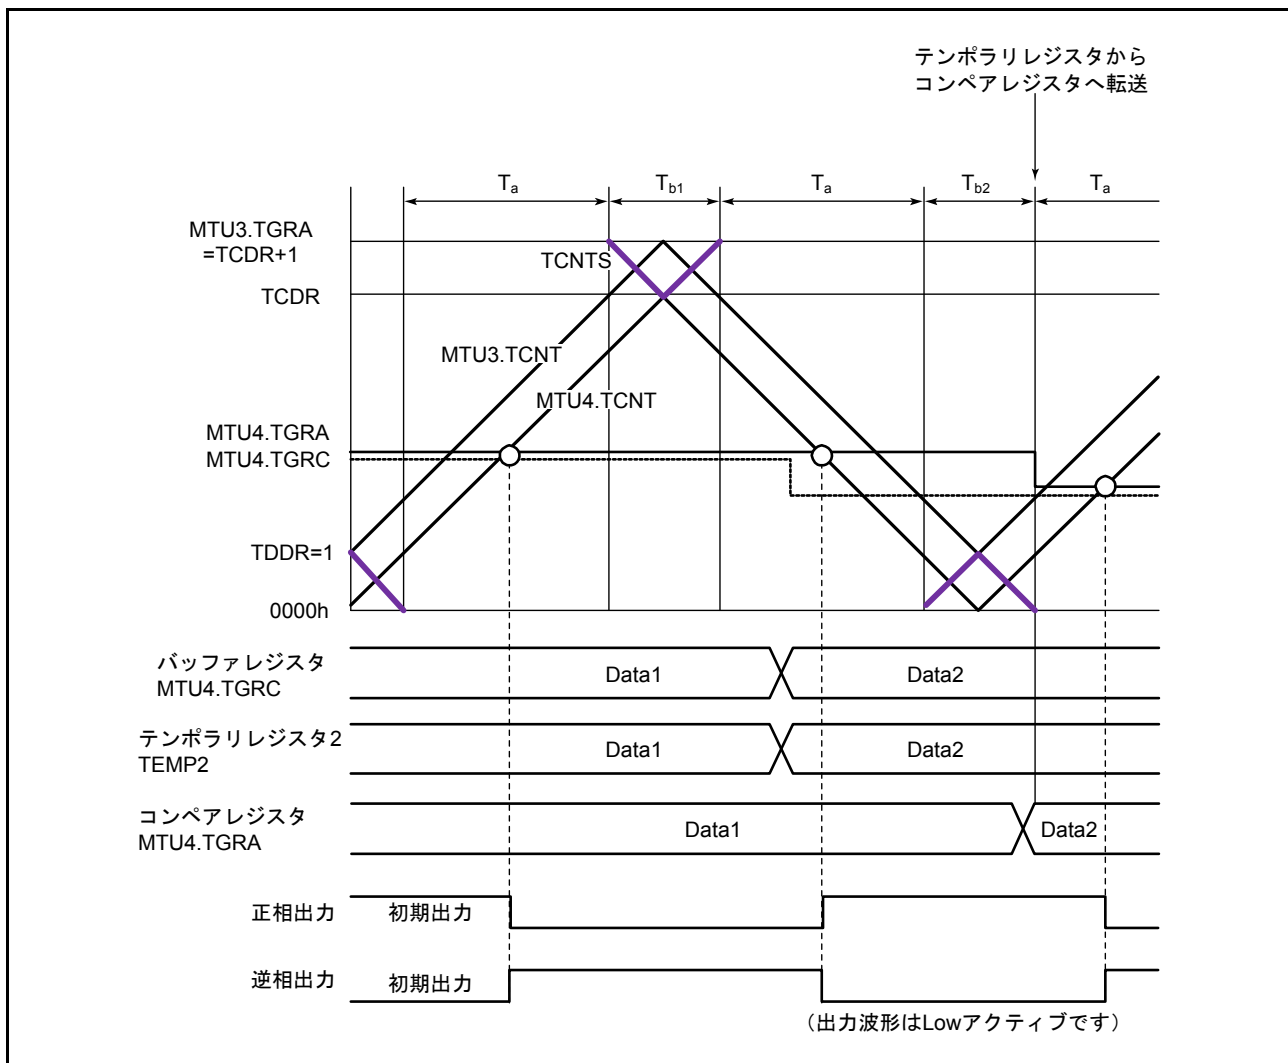 テンポラリレジスタから
コンペアレジスタへ転送
Ta
Tb1
Ta
Tb2
Ta
MTU3.TGRA
=TCDR+1
TCNTS
TCDR
MTU3.TCNT
MTU4.TCNT
MTU4.TGRA
MTU4.TGRC
TDDR=1
0000h
バッファレジスタ
MTU4.TGRC
Data1
Data2
テンポラリレジスタ2
TEMP2
Data1
Data2
コンペアレジスタ
MTU4.TGRA
Data1
Data2
正相出力
初期出力
逆相出力
初期出力
（出力波形はLowアクティブです）